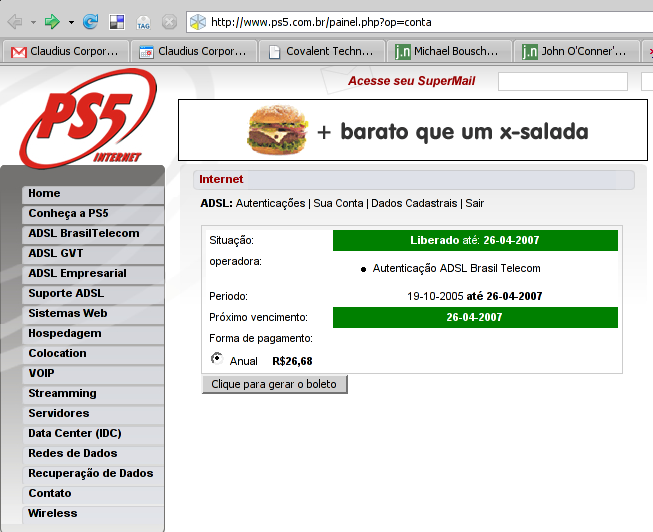 TAG
http://www.ps5.com.br/painel.php?op=conta
Claudius Corpor...
Claudius Corpor...
Covalent Techn...
j.n Michael Bousch...
j.n John O'Conner'...
PS5
INTERNET
Acesse seu SuperMail
+ barato que um x-salada
Home
Conheça a PS5
ADSL BrasilTelecom
ADSL GVT
ADSL Empresarial
Suporte ADSL
Sistemas Web
Hospedagem
Colocation
VOIP
Streamming
Servidores
Data Center (IDC)
Redes de Dados
Recuperação de Dados
Contato
Wireless
Internet
ADSL: Autenticações | Sua Conta | Dados Cadastrais | Sair
Situação: Liberado até: 26-04-2007
operadora:
Autenticação ADSL Brasil Telecom
Periodo: 19-10-2005 até 26-04-2007
Próximo vencimento: 26-04-2007
Forma de pagamento:
Anual R$26,68
Clique para gerar o boleto